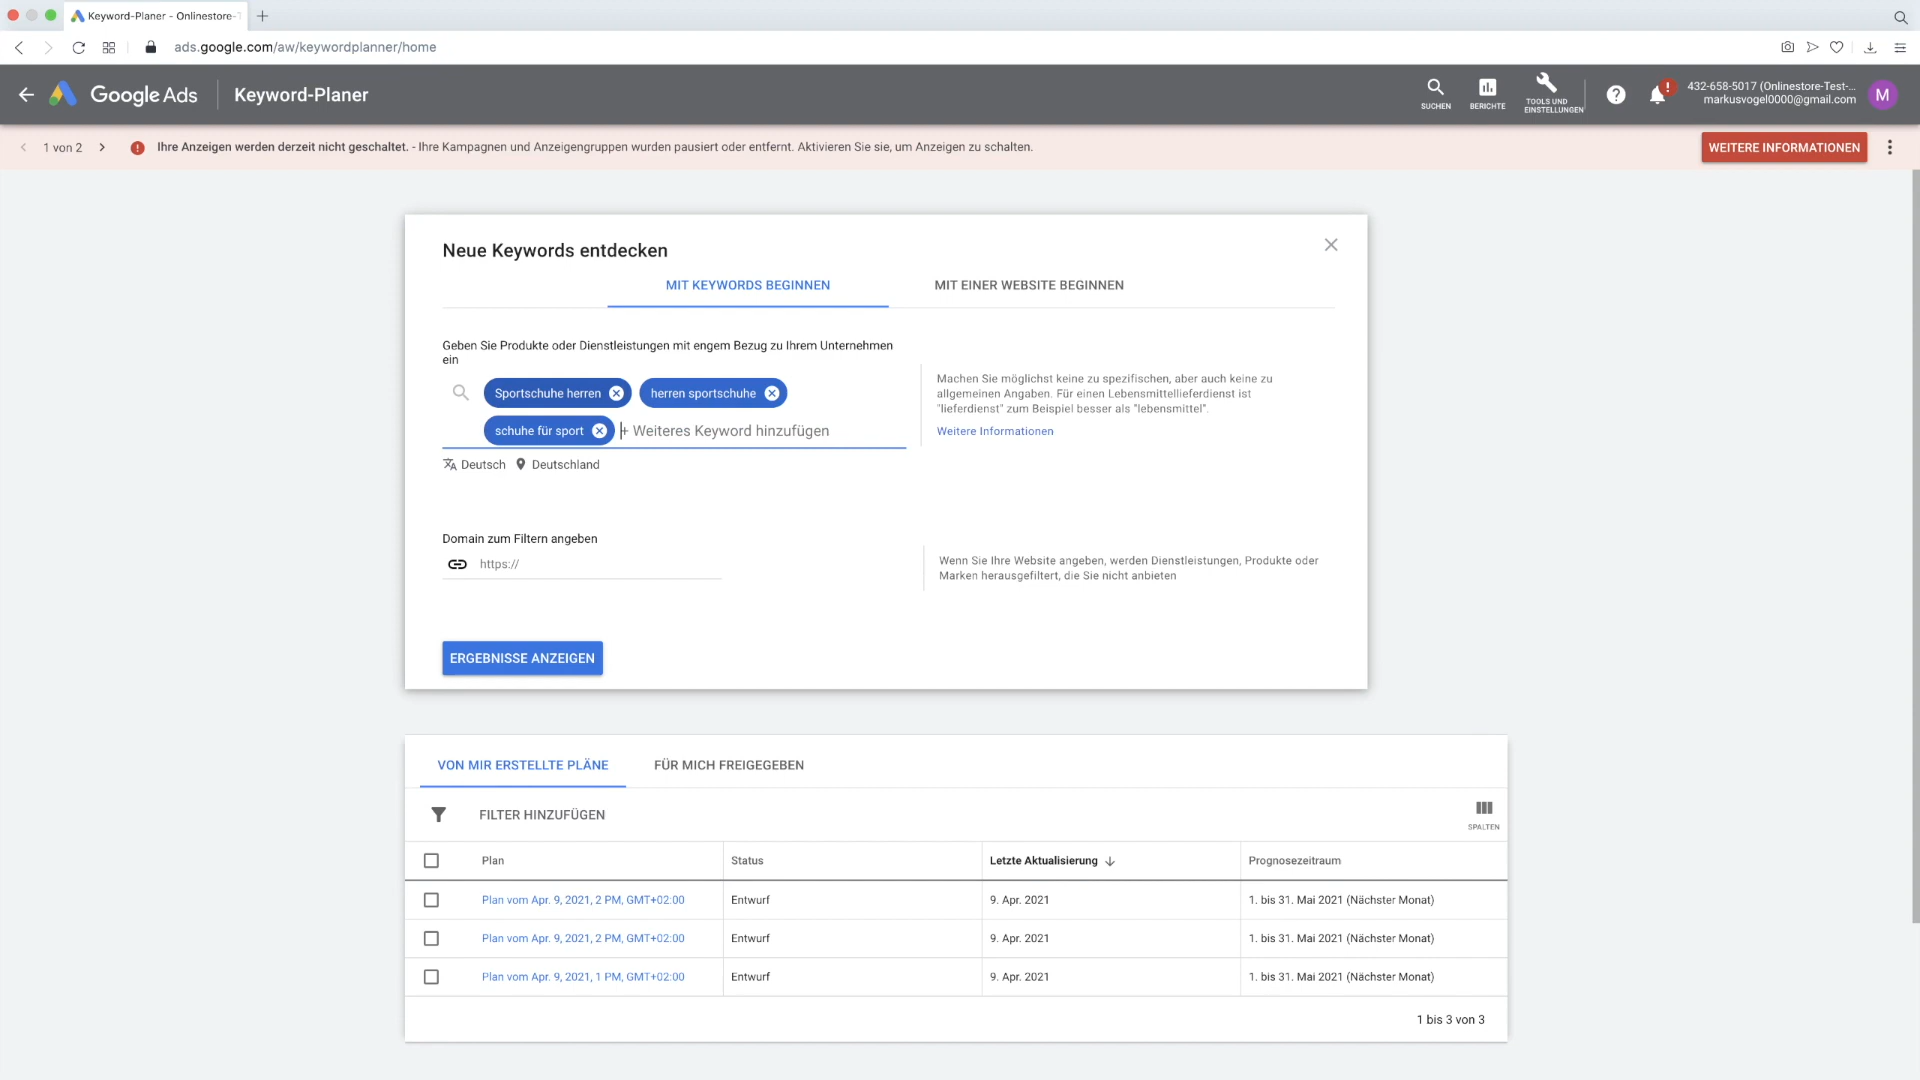 Keyword-Planer - Onlinestore-
ads.google.com/aw/keywordplanner/home
Google Ads
Keyword-Planer
SUCHEN
BERICHTE
TOOLS UND
EINSTELLUNGEN
432-658-5017 (Onlinestore-Test-...
markusvogel0000@gmail.com
M
1 von 2
Ihre Anzeigen werden derzeit nicht geschaltet. - Ihre Kampagnen und Anzeigengruppen wurden pausiert oder entfernt. Aktivieren Sie sie, um Anzeigen zu schalten.
WEITERE INFORMATIONEN
Neue Keywords entdecken
MIT KEYWORDS BEGINNEN
MIT EINER WEBSITE BEGINNEN
Geben Sie Produkte oder Dienstleistungen mit engem Bezug zu Ihrem Unternehmen
ein
Sportschuhe herren
herren sportschuhe
schuhe für sport
+ Weiteres Keyword hinzufügen
Deutsch
Deutschland
Machen Sie möglichst keine zu spezifischen, aber auch keine zu
allgemeinen Angaben. Für einen Lebensmittellieferdienst ist
"lieferdienst" zum Beispiel besser als "lebensmittel".
Weitere Informationen
Domain zum Filtern angeben
https://
Wenn Sie Ihre Website angeben, werden Dienstleistungen, Produkte oder
Marken herausgefiltert, die Sie nicht anbieten
ERGEBNISSE ANZEIGEN
VON MIR ERSTELLTE PLÄNE
FÜR MICH FREIGEGEBEN
FILTER HINZUFÜGEN
SPALTEN
Plan
Status
Letzte Aktualisierung
Prognosezeitraum
Plan vom Apr. 9, 2021, 2 PM, GMT+02:00
Entwurf
9. Apr. 2021
1. bis 31. Mai 2021 (Nächster Monat)
Plan vom Apr. 9, 2021, 2 PM, GMT+02:00
Entwurf
9. Apr. 2021
1. bis 31. Mai 2021 (Nächster Monat)
Plan vom Apr. 9, 2021, 1 PM, GMT+02:00
Entwurf
9. Apr. 2021
1. bis 31. Mai 2021 (Nächster Monat)
1 bis 3 von 3